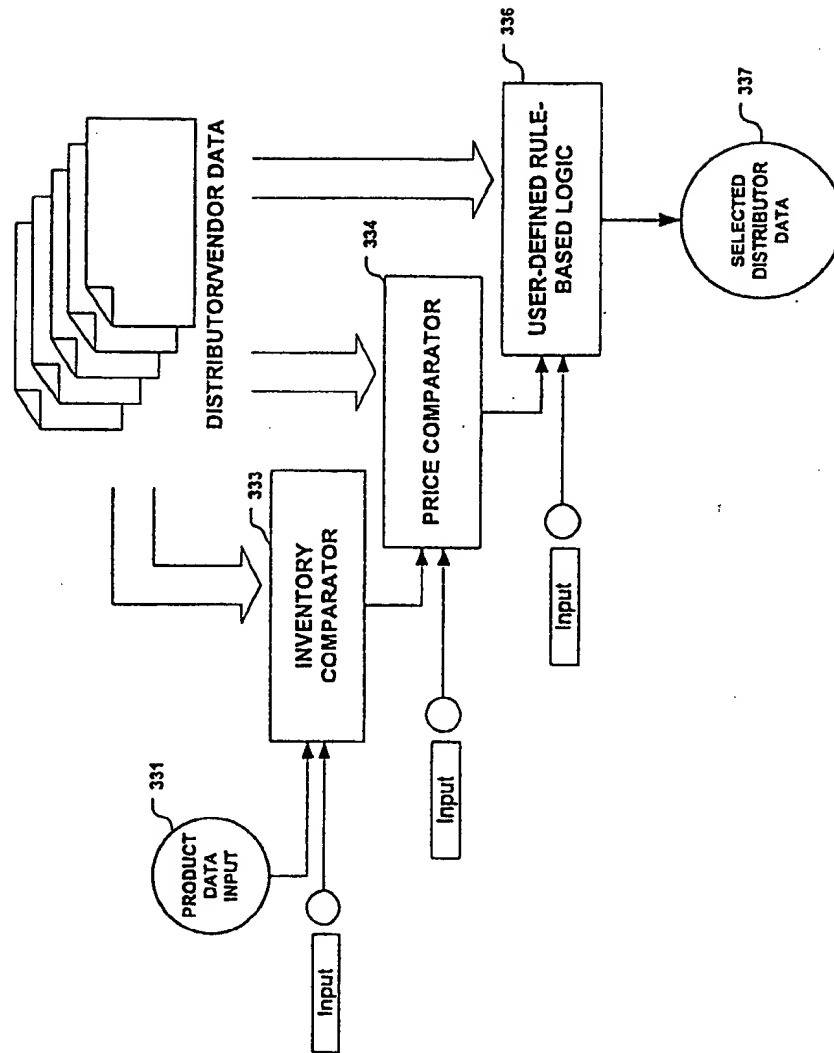 331
PRODUCT
DATA
INPUT
Input
333
INVENTORY
COMPARATOR
DISTRIBUTOR/VENDOR DATA
334
PRICE COMPARATOR
Input
336
USER-DEFINED RULE-
BASED LOGIC
Input
337
SELECTED
DISTRIBUTOR
DATA